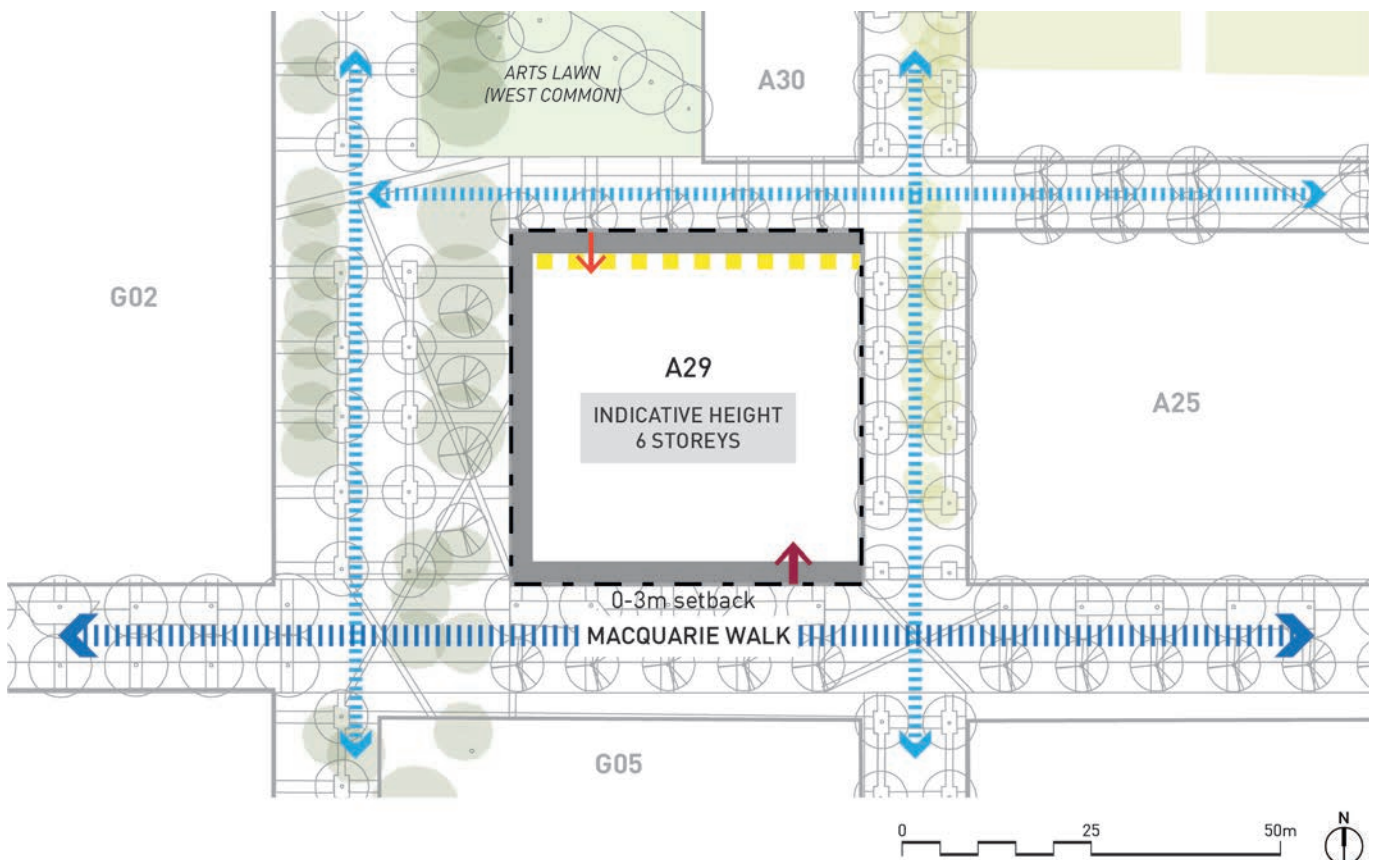 ARTS LAWN
(WEST COMMON)
A30
G02
A29
INDICATIVE HEIGHT
6 STOREYS
A25
0-3m setback
MACQUARIE WALK
G05
0 25 50m
N